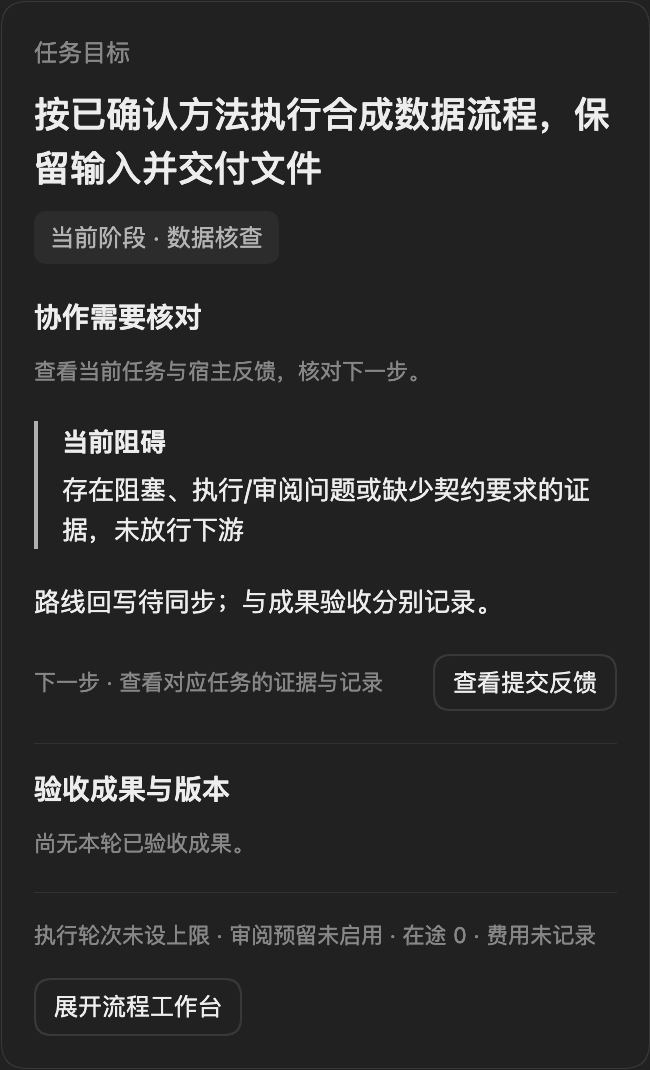 任务目标
按已确认方法执行合成数据流程，保
留输入并交付文件
当前阶段 · 数据核查
协作需要核对
查看当前任务与宿主反馈，核对下一步。
当前阻碍
存在阻塞、执行/审阅问题或缺少契约要求的证
据，未放行下游
路线回写待同步；与成果验收分别记录。
下一步 · 查看对应任务的证据与记录
查看提交反馈
验收成果与版本
尚无本轮已验收成果。
执行轮次未设上限 · 审阅预留未启用 · 在途 0 · 费用未记录
展开流程工作台